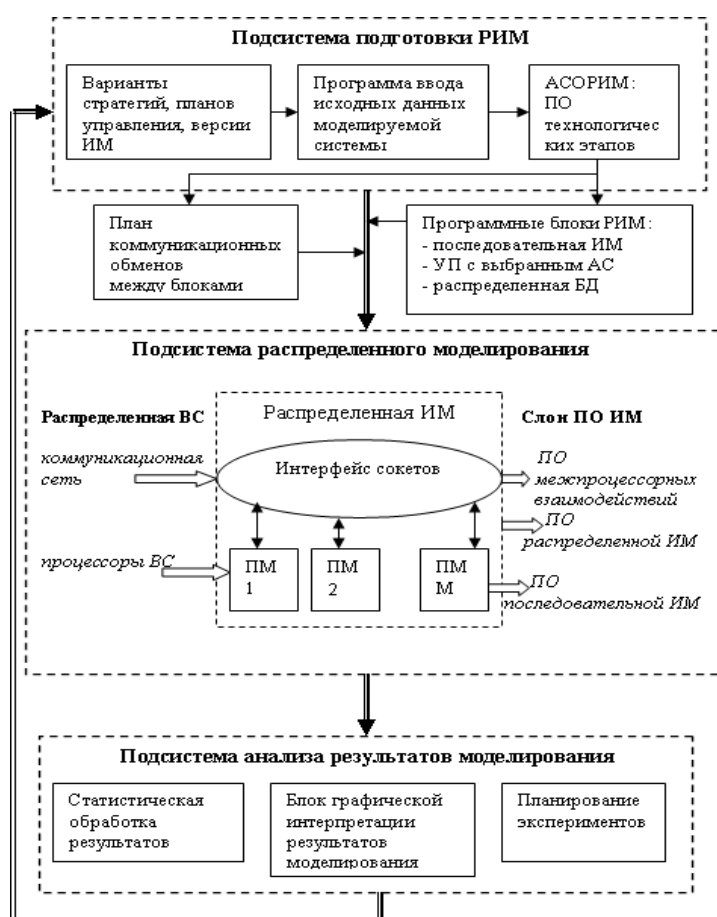 Подсистема подготовки РИМ
Варианты
стратегий, планов
управления, версии
ИМ
Программа ввода
исходных данных
моделируемой
системы
АСОРИМ:
ПО
технологичес
ких этапов
План
коммуникационных
обменов
между блоками
Программные блоки РИМ:
- последовательная ИМ
- УП с выбранным АС
- распределенная БД
Подсистема распределенного моделирования
Распределенная ВС
Распределенная ИМ
Слон ПО ИМ
коммуникационная
сеть
Интерфейс сокетов
ПО
межпроцессорных
взаимодействий
ПО
распределенной ИМ
процессоры ВС
ПМ
1
ПМ
2
ПМ
М
ПО
последовательной ИМ
Подсистема анализа результатов моделирования
Статистическая
обработка
результатов
Блок графической
интерпретации
результатов
моделирования
Планирование
экспериментов